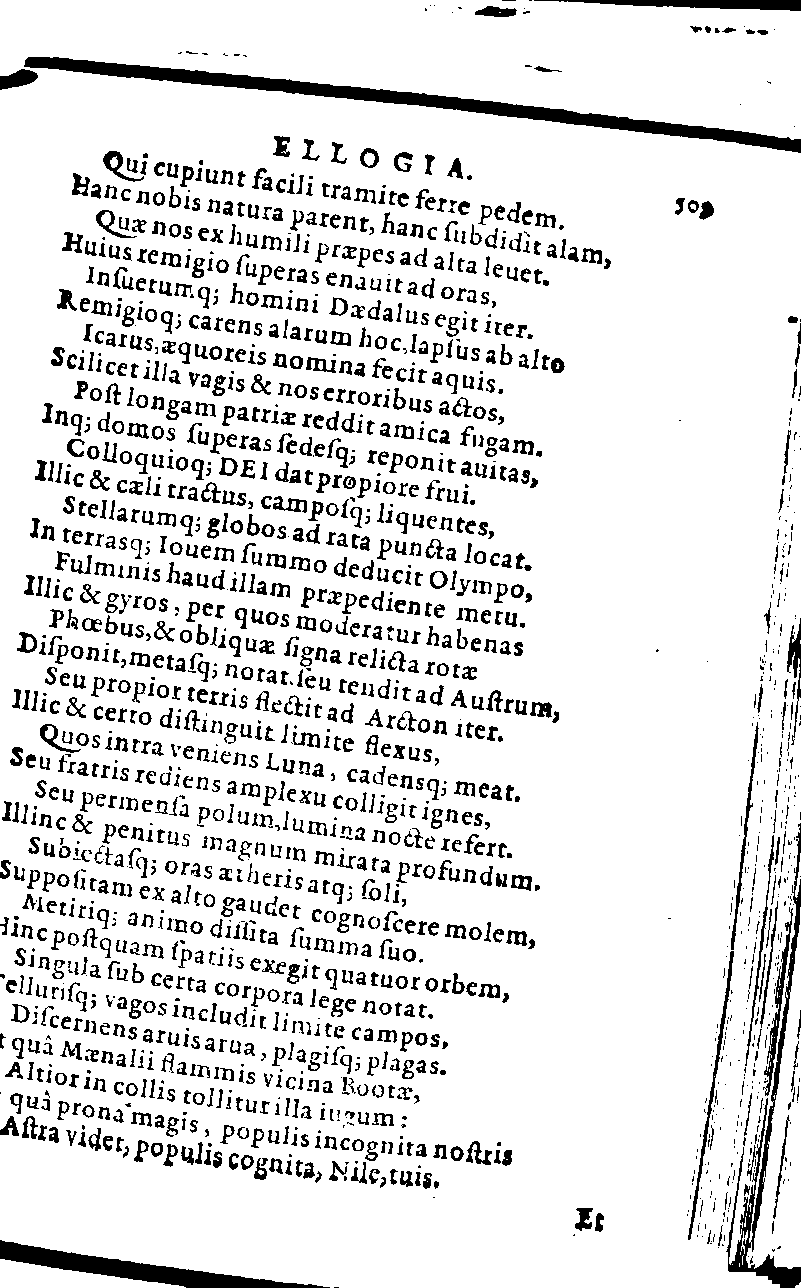 ELLOGIA. 509
Qui cupiunt facili tramite ferre pedem.
Hanc nobis natura parent, hanc ſubdidit alam,
Quæ nos ex humili præpes ad alta leuet.
Huius remigio ſuperas enauit ad oras,
Inſuetumq; homini Dædalus egit iter.
Remigioq; carens alarum hoc, lapſus ab alto
Icarus, æquoreis nomina fecit aquis.
Scilicet illa vagis & nos erroribus actos,
Poſt longam patriæ reddit amica fugam.
Inq; domos ſuperas ſedeſq; reponit auitas,
Colloquioq; DEI dat propiore frui.
Illic & cæli tractus, campoſq; liquentes,
Stellarumq; globos ad rata puncta locat.
In terrasq; Iouem ſummo deducit Olympo,
Fulminis haud illam præpediente metu.
Illic & gyros, per quos moderatur habenas
Phœbus, & obliquæ ſigna relicta rotæ
Diſponit, metaſq; notat. ſeu tendit ad Auſtrum,
Seu propior terris flectit ad Arcton iter.
Illic & certo diſtinguit limite flexus,
Quos intra veniens Luna, cadensq; meat.
Seu fratris rediens amplexu colligit ignes,
Seu permenſa polum, lumina nocte refert.
Illinc & penitus magnum mirata profundum.
Subiectaſq; oras ætheris atq; ſoli,
Suppoſitam ex alto gaudet cognoſcere molem,
Metiriq; animo diſſita ſumma ſuo.
Hinc poſtquam ſpatiis exegit quatuor orbem,
Singula ſub certa corpora lege notat.
Telluriſq; vagos includit limite campos,
Diſcernens aruis arua, plagiſq; plagas.
t quâ Mænalii flammis vicina Bootæ,
Altior in collis tollitur illa iugum:
quâ prona magis, populis incognita noſtris
Aſtra videt, populis cognita, Nile, tuis.
Et